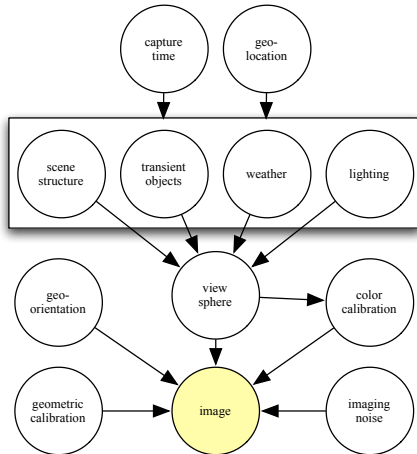 capture
time
geo-
location
scene
structure
transient
objects
weather
lighting
geo-
orientation
view
sphere
color
calibration
geometric
calibration
image
imaging
noise